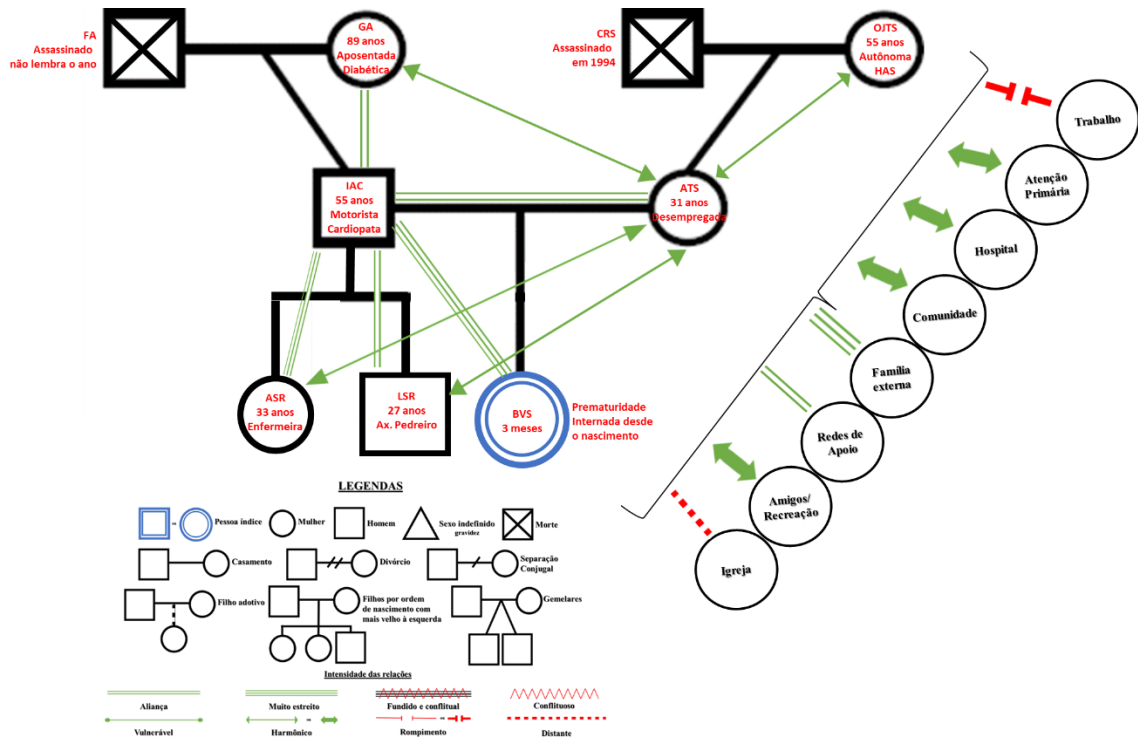 FA
Assassinado
não lembra o ano
GA
89 anos
Aposentada
Diabética
CRS
Assassinado
em 1994
OJTS
55 anos
Autônoma
HAS
IAC
55 anos
Motorista
Cardiopata
ATS
31 anos
Desempregada
ASR
33 anos
Enfermeira
LSR
27 anos
Ax. Pedreiro
BVS
3 meses
Prematuridade
Internada desde
o nascimento
Trabalho
Atenção
Primária
Hospital
Comunidade
Família
externa
Redes de
Apoio
Amigos/
Recreação
Igreja
LEGENDAS
=
Pessoa índice
Mulher
Homem
Sexo indefinido
gravidez
Morte
Casamento
Divórcio
Separação
Conjugal
Filho adotivo
Filhos por ordem
de nascimento com
mais velho à esquerda
Gemelares
Intensidade das relações
Aliança
Muito estreito
Fundido e conflitual
Conflituoso
=
=
Vulnerável
Harmônico
Rompimento
Distante